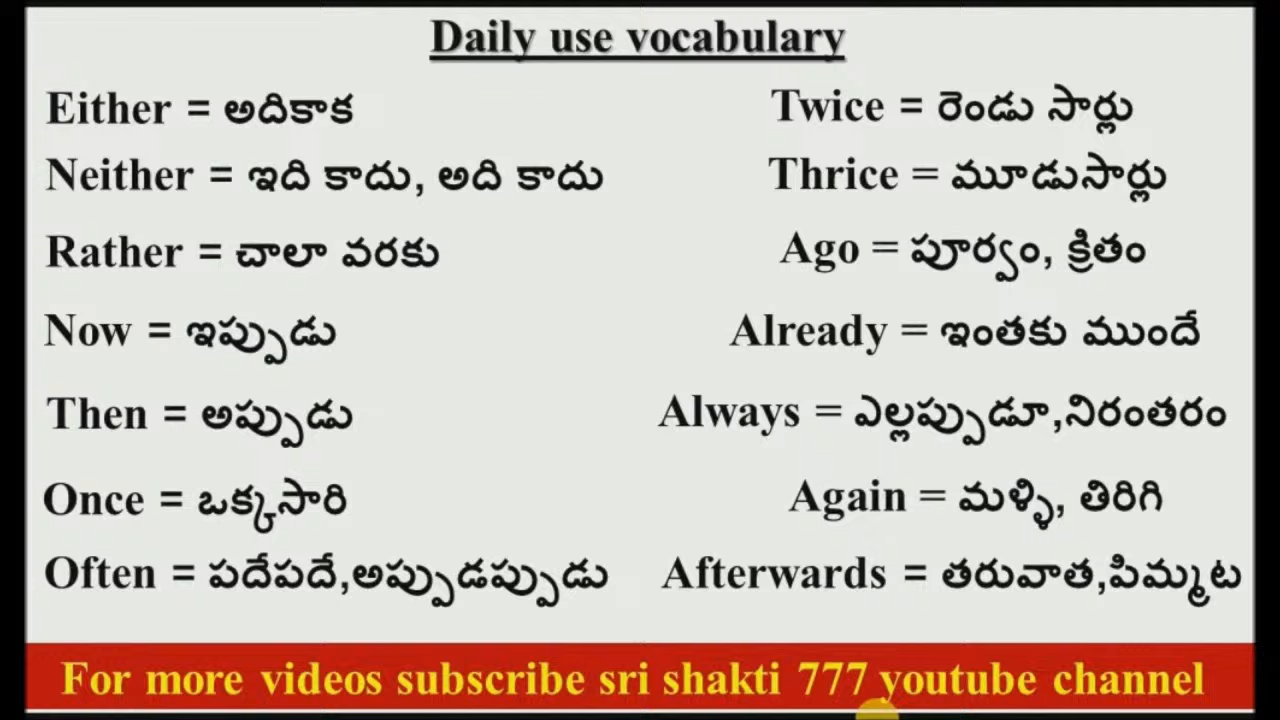 Daily use vocabulary
Either = అదికాక
Neither = ఇది కాదు, అది కాదు
Rather = చాలా వరకు
Now = ఇప్పుడు
Then = అప్పుడు
Once = ఒక్కసారి
Often = పదేపదే,అప్పుడప్పుడు
Twice = రెండు సార్లు
Thrice = మూడుసార్లు
Ago = పూర్వం, క్రితం
Already = ఇంతకు ముందే
Always = ఎల్లప్పుడూ,నిరంతరం
Again = మళ్ళి, తిరిగి
Afterwards = తరువాత,పిమ్మట
For more videos subscribe sri shakti 777 youtube channel